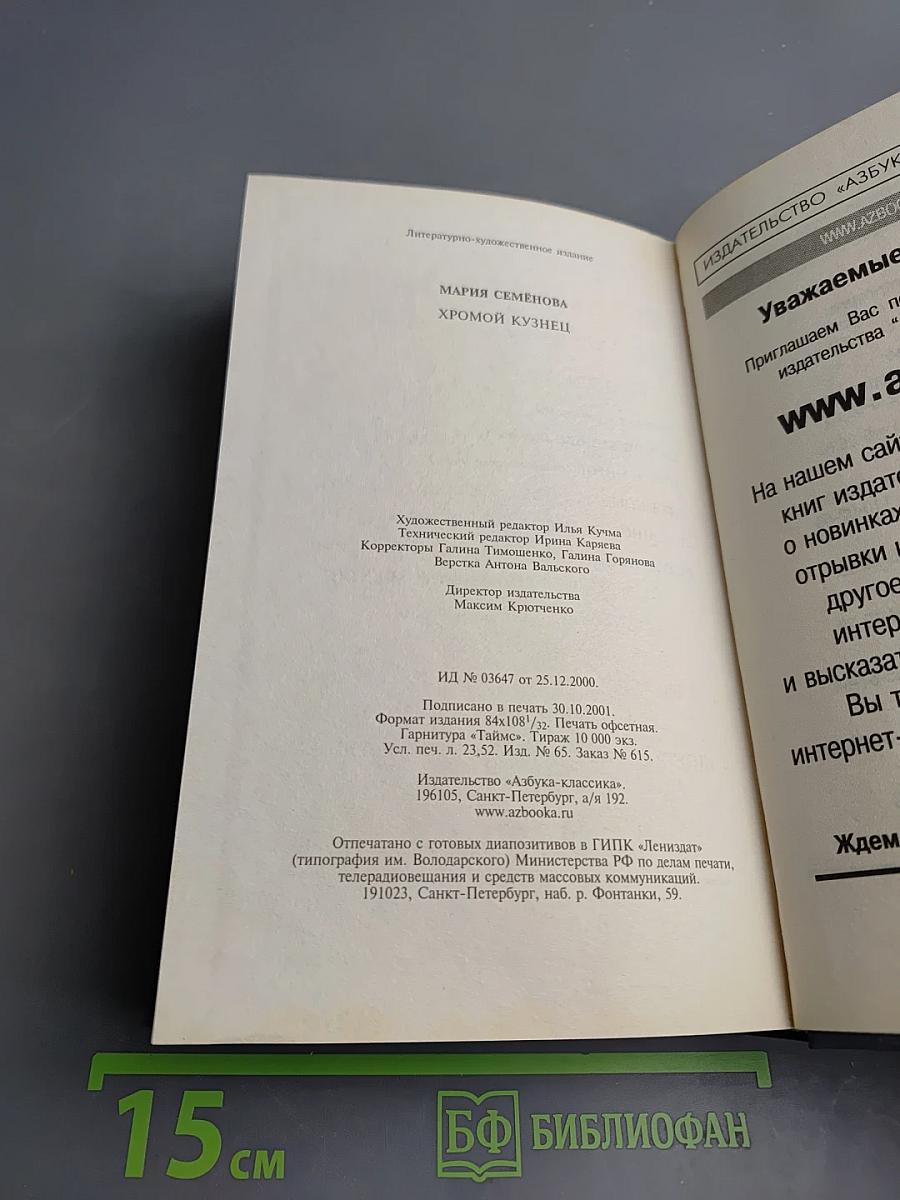 Литературно-художественное издание
МАРИЯ СЕМЁНОВА
ХРОМОЙ КУЗНЕЦ
Художественный редактор Илья Кучма
Технический редактор Ирина Каряева
Корректоры Галина Тимошенко, Галина Горянова
Верстка Антона Вальского
Директор издательства
Максим Крютченко
ИД № 03647 от 25.12.2000.
Подписано в печать 30.10.2001.
Формат издания 84х108¹/₃₂. Печать офсетная.
Гарнитура «Таймс». Тираж 10 000 экз.
Усл. печ. л. 23,52. Изд. № 65. Заказ № 615.
Издательство «Азбука-классика».
196105, Санкт-Петербург, а/я 192.
www.azbooka.ru
Отпечатано с готовых диапозитивов в ГИПК «Лениздат»
(типография им. Володарского) Министерства РФ по делам печати,
телерадиовещания и средств массовых коммуникаций.
191023, Санкт-Петербург, наб. р. Фонтанки, 59.
ИЗДАТЕЛЬСТВО «АЗБУК
WWW.AZBOO
Уважаемые
Приглашаем Вас по
издательства “
www.a
На нашем сай
книг издат
о новинках
отрывки
другое
интер
и высказат
Вы т
интернет-
Ждем
15 см
БФ БИБЛИОФАН